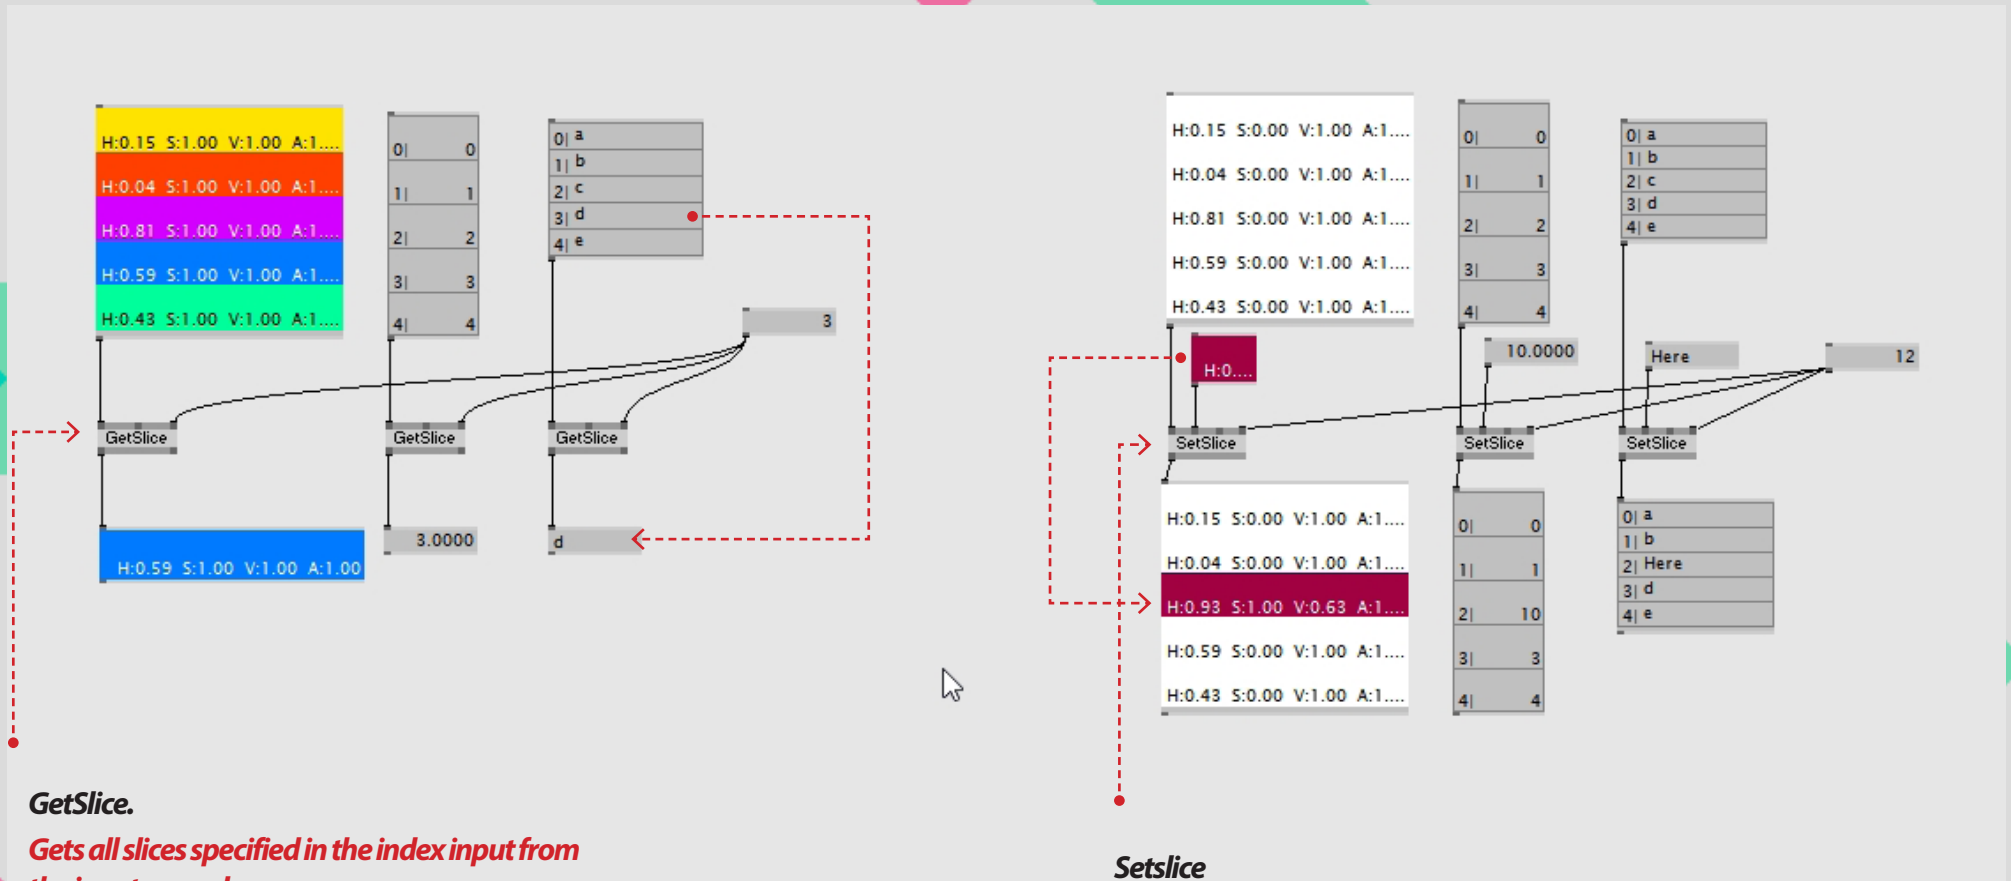 H:0.15 S:1.00 V:1.00 A:1....
H:0.04 S:1.00 V:1.00 A:1....
H:0.81 S:1.00 V:1.00 A:1....
H:0.59 S:1.00 V:1.00 A:1....
H:0.43 S:1.00 V:1.00 A:1....
0| 0
1| 1
2| 2
3| 3
4| 4
0| a
1| b
2| c
3| d
4| e
3
GetSlice
GetSlice
GetSlice
H:0.59 S:1.00 V:1.00 A:1.00
3.0000
d
GetSlice.
Gets all slices specified in the index input from
H:0.15 S:0.00 V:1.00 A:1....
H:0.04 S:0.00 V:1.00 A:1....
H:0.81 S:0.00 V:1.00 A:1....
H:0.59 S:0.00 V:1.00 A:1....
H:0.43 S:0.00 V:1.00 A:1....
0| 0
1| 1
2| 2
3| 3
4| 4
0| a
1| b
2| c
3| d
4| e
H:0....
10.0000
Here
12
SetSlice
SetSlice
SetSlice
H:0.15 S:0.00 V:1.00 A:1....
H:0.04 S:0.00 V:1.00 A:1....
H:0.93 S:1.00 V:0.63 A:1....
H:0.59 S:0.00 V:1.00 A:1....
H:0.43 S:0.00 V:1.00 A:1....
0| 0
1| 1
2| 10
3| 3
4| 4
0| a
1| b
2| Here
3| d
4| e
Setslice